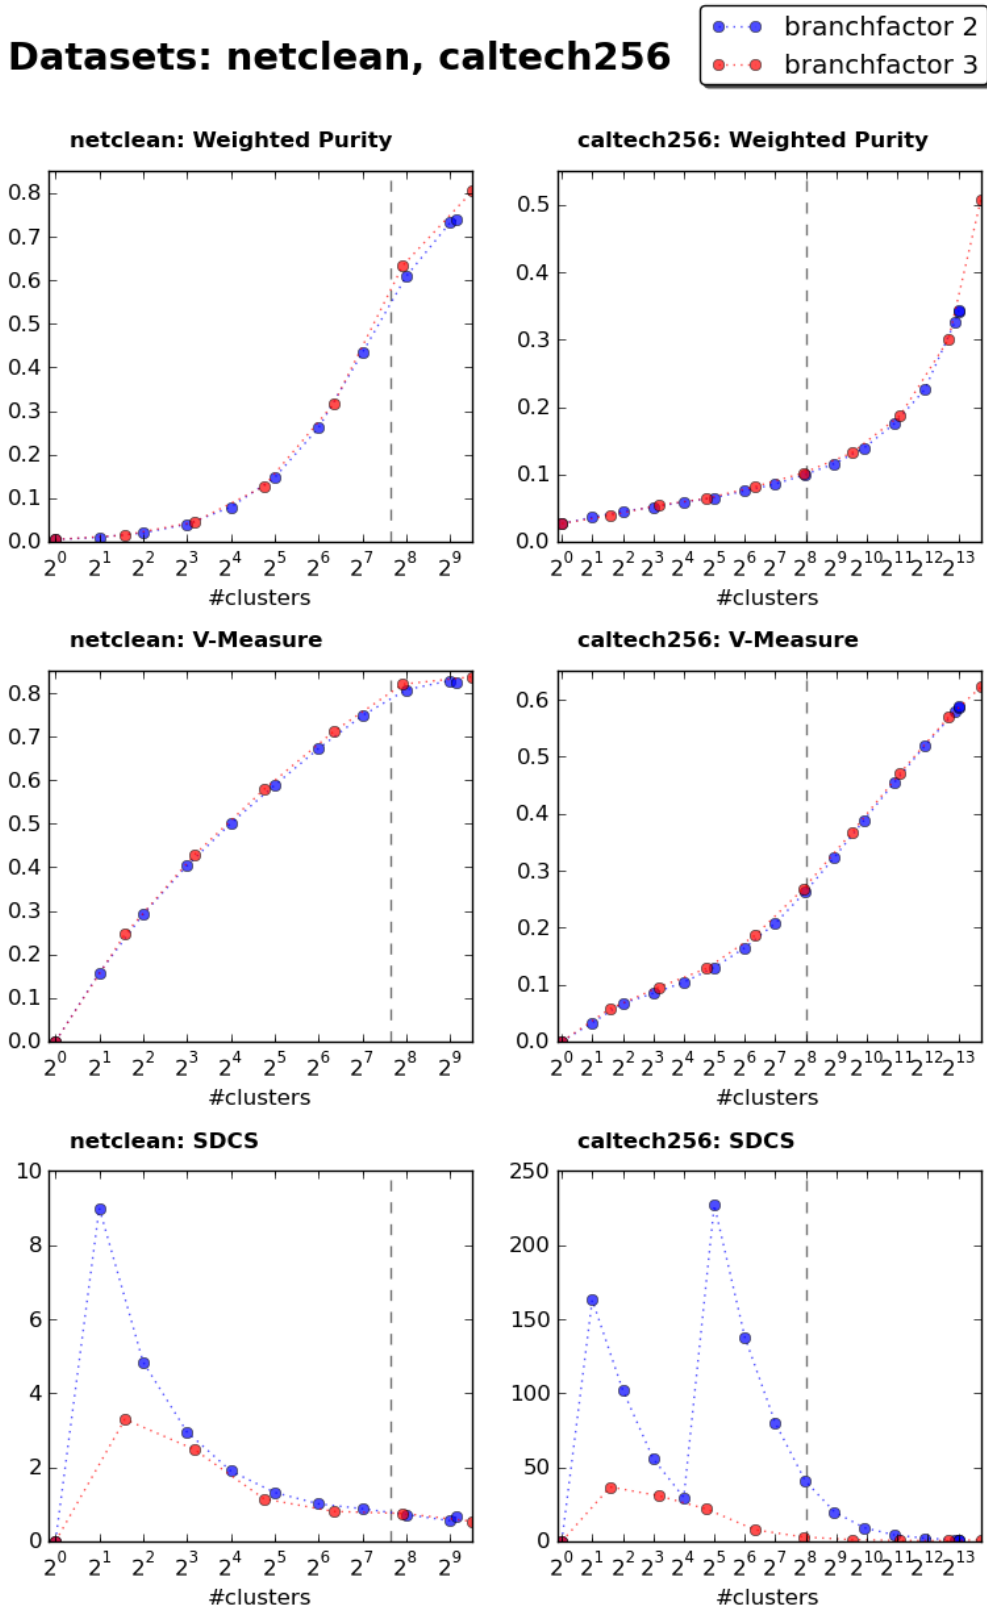 Datasets: netclean, caltech256
branchfactor 2
branchfactor 3
netclean: Weighted Purity
0.8
0.7
0.6
0.5
0.4
0.3
0.2
0.1
0.0
2^0 2^1 2^2 2^3 2^4 2^5 2^6 2^7 2^8 2^9
#clusters
caltech256: Weighted Purity
0.5
0.4
0.3
0.2
0.1
0.0
2^0 2^1 2^2 2^3 2^4 2^5 2^6 2^7 2^8 2^9 2^10 2^11 2^12 2^13
#clusters
netclean: V-Measure
0.8
0.7
0.6
0.5
0.4
0.3
0.2
0.1
0.0
2^0 2^1 2^2 2^3 2^4 2^5 2^6 2^7 2^8 2^9
#clusters
caltech256: V-Measure
0.6
0.5
0.4
0.3
0.2
0.1
0.0
2^0 2^1 2^2 2^3 2^4 2^5 2^6 2^7 2^8 2^9 2^10 2^11 2^12 2^13
#clusters
netclean: SDCS
10
8
6
4
2
0
2^0 2^1 2^2 2^3 2^4 2^5 2^6 2^7 2^8 2^9
#clusters
caltech256: SDCS
250
200
150
100
50
0
2^0 2^1 2^2 2^3 2^4 2^5 2^6 2^7 2^8 2^9 2^10 2^11 2^12 2^13
#clusters